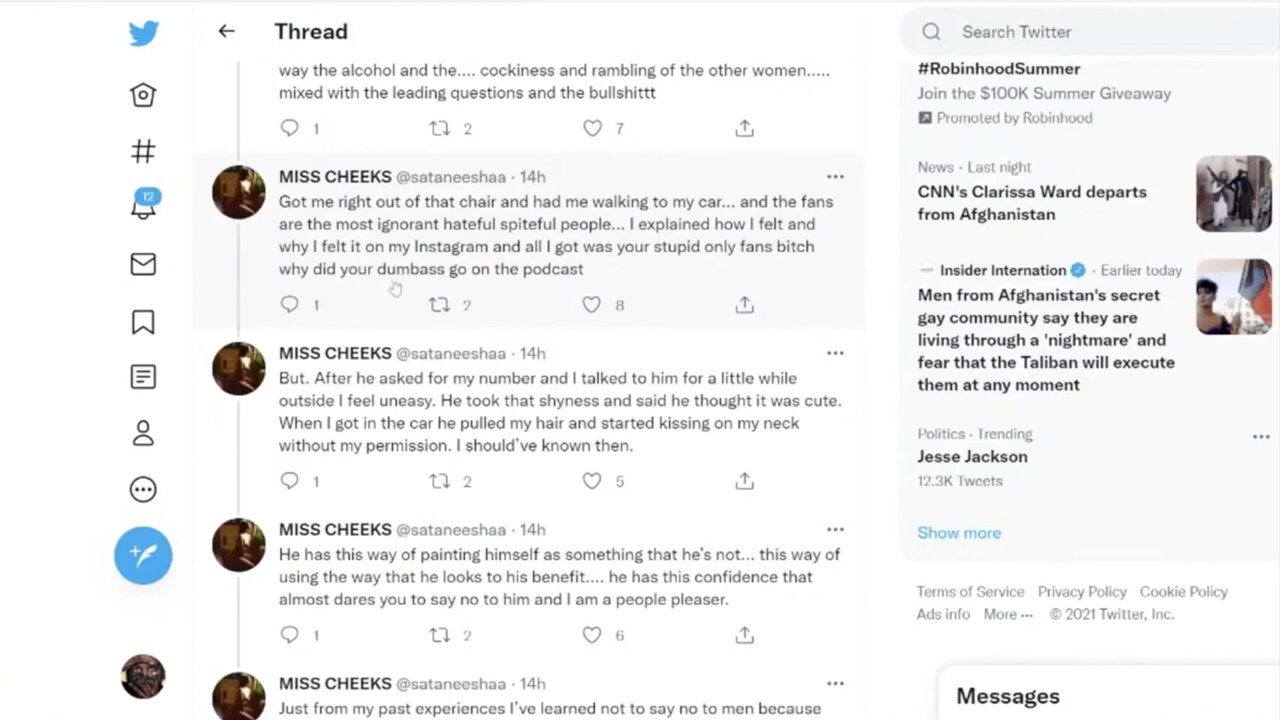 Thread
way the alcohol and the.... cockiness and rambling of the other women.....
mixed with the leading questions and the bullshittt
1 2 7
MISS CHEEKS @sataneeshaa · 14h
Got me right out of that chair and had me walking to my car... and the fans
are the most ignorant hateful spiteful people... I explained how I felt and
why I felt it on my Instagram and all I got was your stupid only fans bitch
why did your dumbass go on the podcast
1 2 8
MISS CHEEKS @sataneeshaa · 14h
But. After he asked for my number and I talked to him for a little while
outside I feel uneasy. He took that shyness and said he thought it was cute.
When I got in the car he pulled my hair and started kissing on my neck
without my permission. I should've known then.
1 2 5
MISS CHEEKS @sataneeshaa · 14h
He has this way of painting himself as something that he's not... this way of
using the way that he looks to his benefit.... he has this confidence that
almost dares you to say no to him and I am a people pleaser.
1 2 6
MISS CHEEKS @sataneeshaa · 14h
Just from my past experiences I've learned not to say no to men because
12
Search Twitter
#RobinhoodSummer
Join the $100K Summer Giveaway
Promoted by Robinhood
News · Last night
CNN's Clarissa Ward departs
from Afghanistan
Insider Internation · Earlier today
Men from Afghanistan's secret
gay community say they are
living through a 'nightmare' and
fear that the Taliban will execute
them at any moment
Politics · Trending
Jesse Jackson
12.3K Tweets
Show more
Terms of Service Privacy Policy Cookie Policy
Ads info More ··· © 2021 Twitter, Inc.
Messages